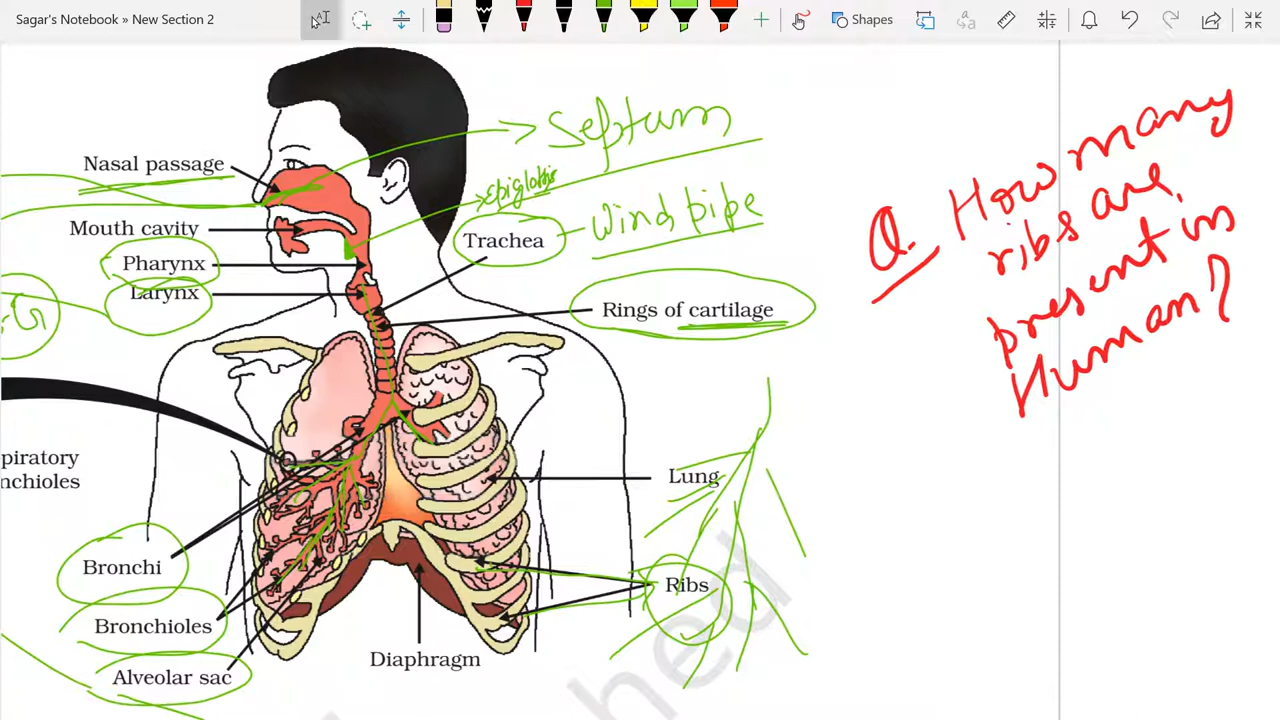 Sagar's Notebook » New Section 2
Shapes
Nasal passage
Septum
epiglottis
Mouth cavity
Trachea
wind pipe
Pharynx
Larynx
Rings of cartilage
Q. How many
ribs are
present in
Human?
piratory
nchioles
Lung
Bronchi
Ribs
Bronchioles
Diaphragm
Alveolar sac
hed